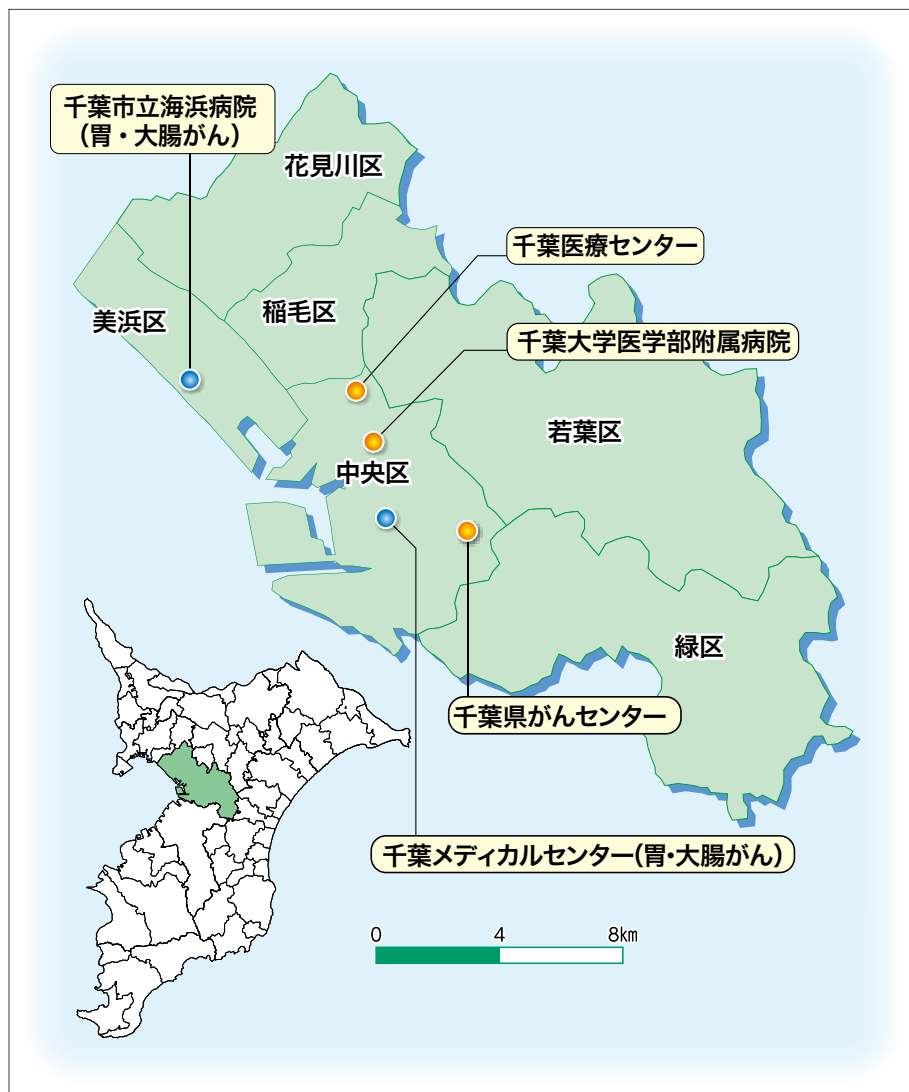 千葉市立海浜病院
(胃・大腸がん)
花見川区
千葉医療センター
稲毛区
美浜区
千葉大学医学部附属病院
若葉区
中央区
緑区
千葉県がんセンター
千葉メディカルセンター(胃・大腸がん)
0 4 8km